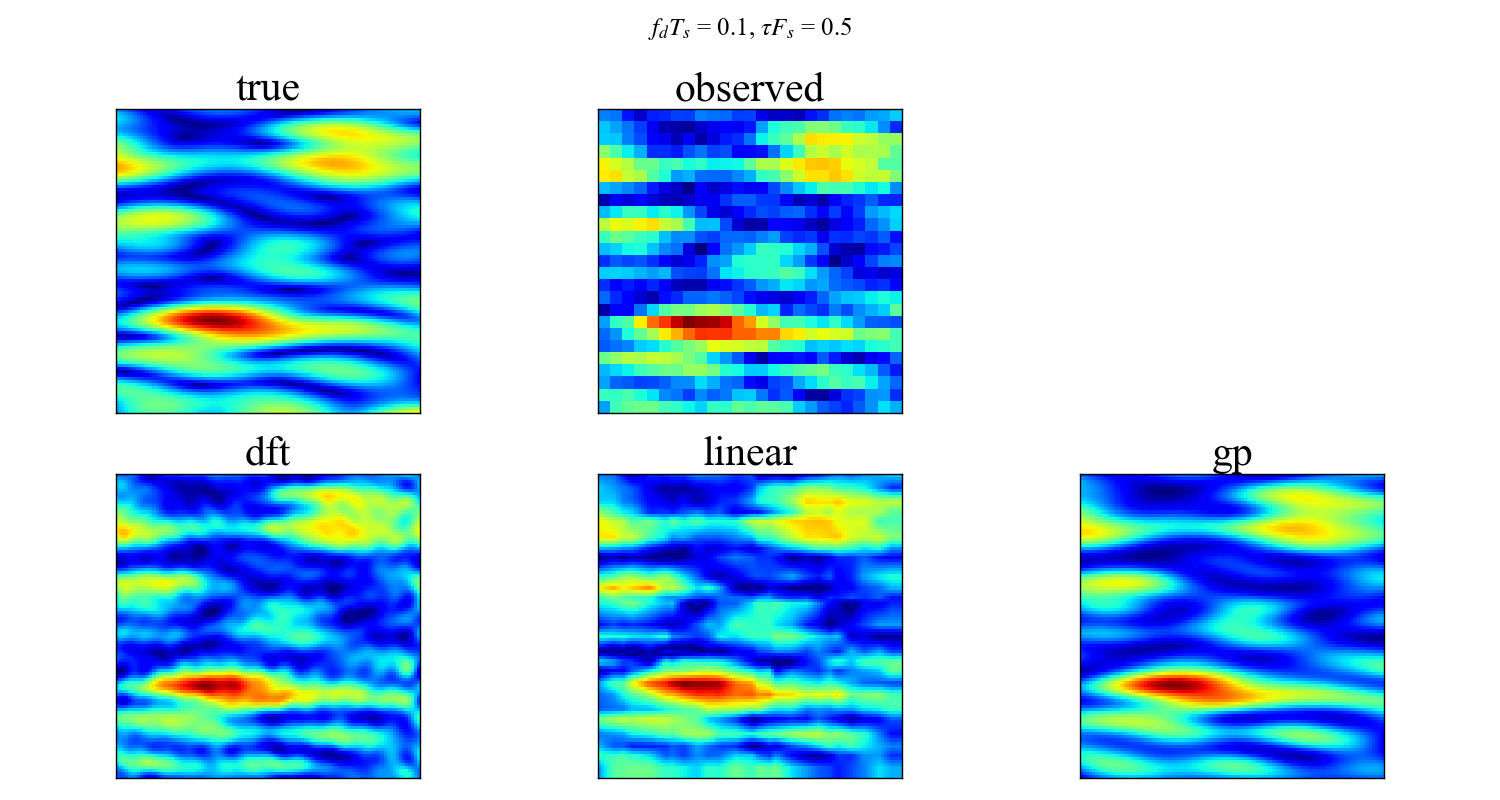 f_dT_s = 0.1, τF_s = 0.5
true
observed
dft
linear
gp